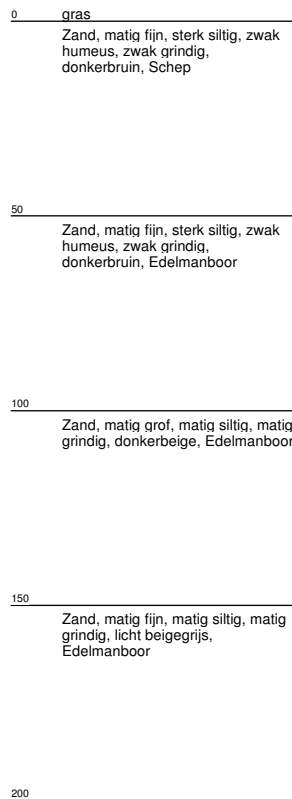 0 gras
Zand, matig fijn, sterk siltig, zwak
humeus, zwak grindig,
donkerbruin, Schep
50
Zand, matig fijn, sterk siltig, zwak
humeus, zwak grindig,
donkerbruin, Edelmanboor
100
Zand, matig grof, matig siltig, matig
grindig, donkerbeige, Edelmanboor
150
Zand, matig fijn, matig siltig, matig
grindig, licht beigegrijs,
Edelmanboor
200